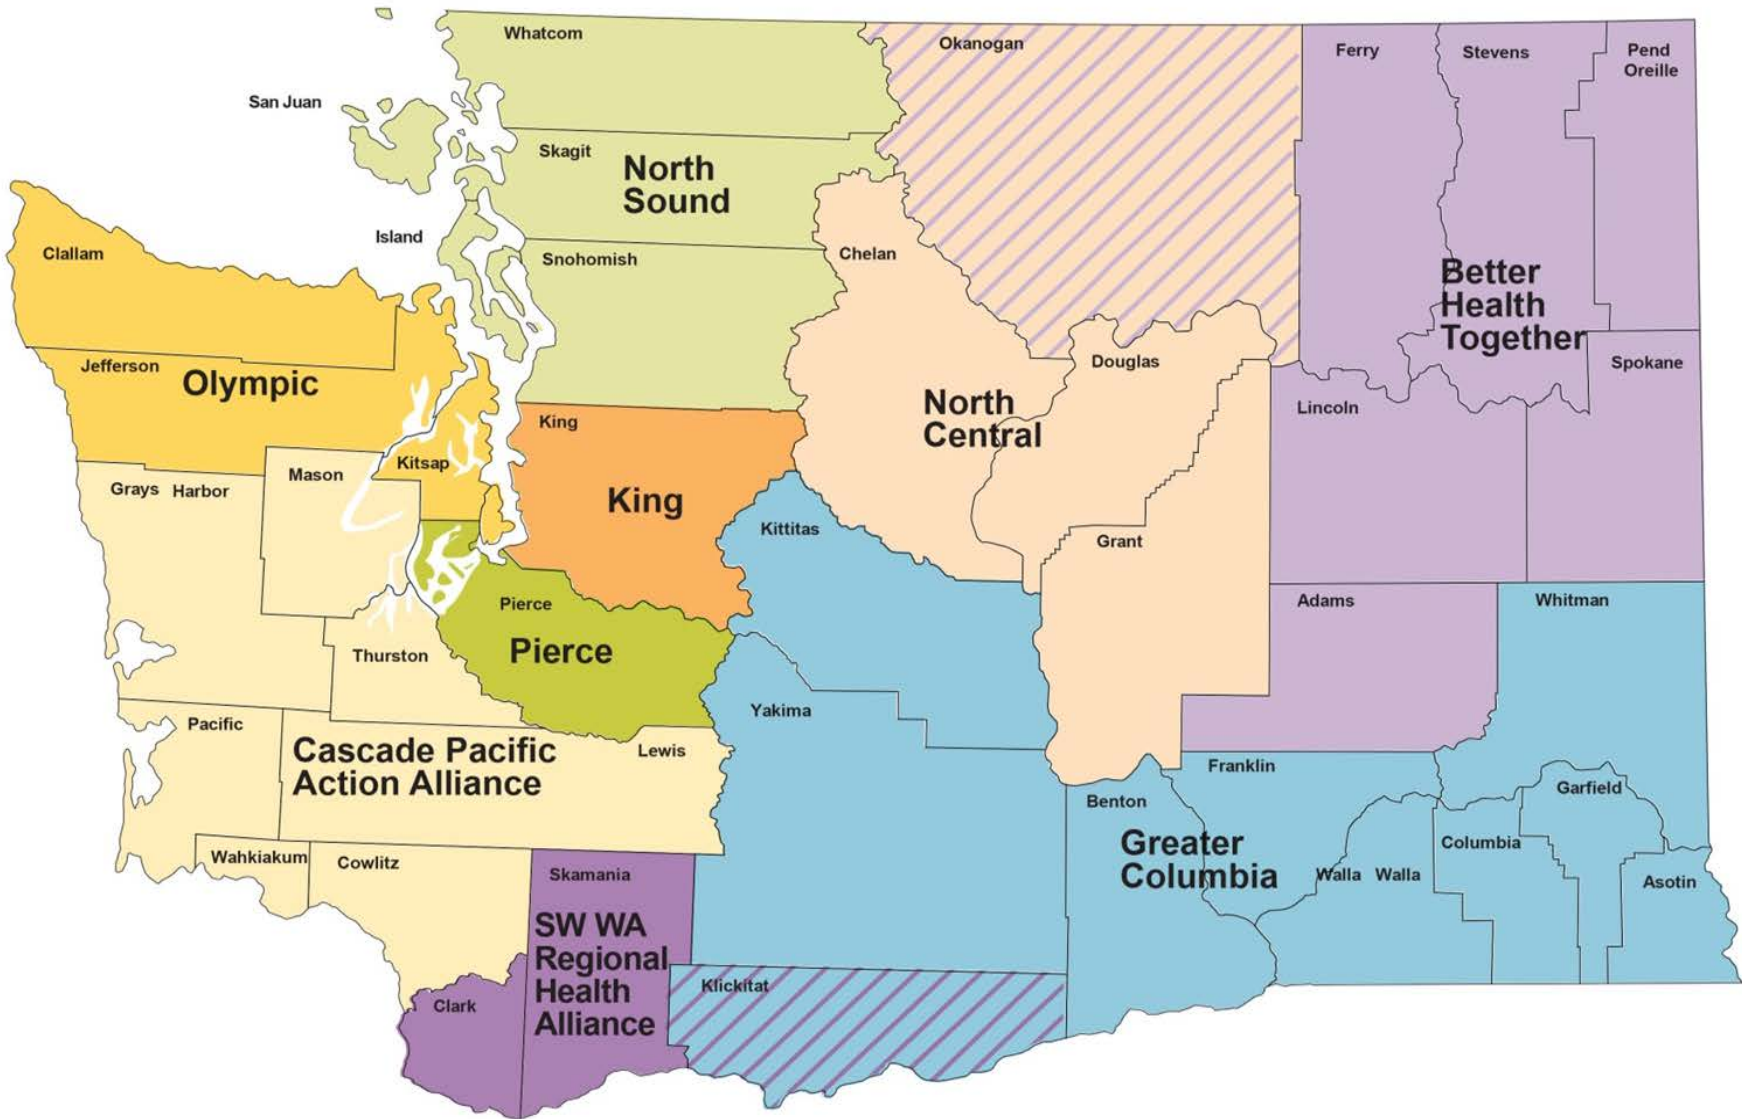 Whatcom
Okanogan
Ferry
Stevens
Pend
Oreille
San Juan
Skagit
North
Sound
Island
Clallam
Snohomish
Chelan
Better
Health
Together
Jefferson
Olympic
Douglas
Spokane
North
Central
Lincoln
King
Kitsap
Mason
Grays Harbor
King
Kittitas
Grant
Pierce
Pierce
Adams
Whitman
Thurston
Yakima
Pacific
Cascade Pacific
Action Alliance
Lewis
Franklin
Benton
Garfield
Greater
Columbia
Columbia
Walla Walla
Asotin
Wahkiakum
Cowlitz
Skamania
SW WA
Regional
Health
Alliance
Klickitat
Clark